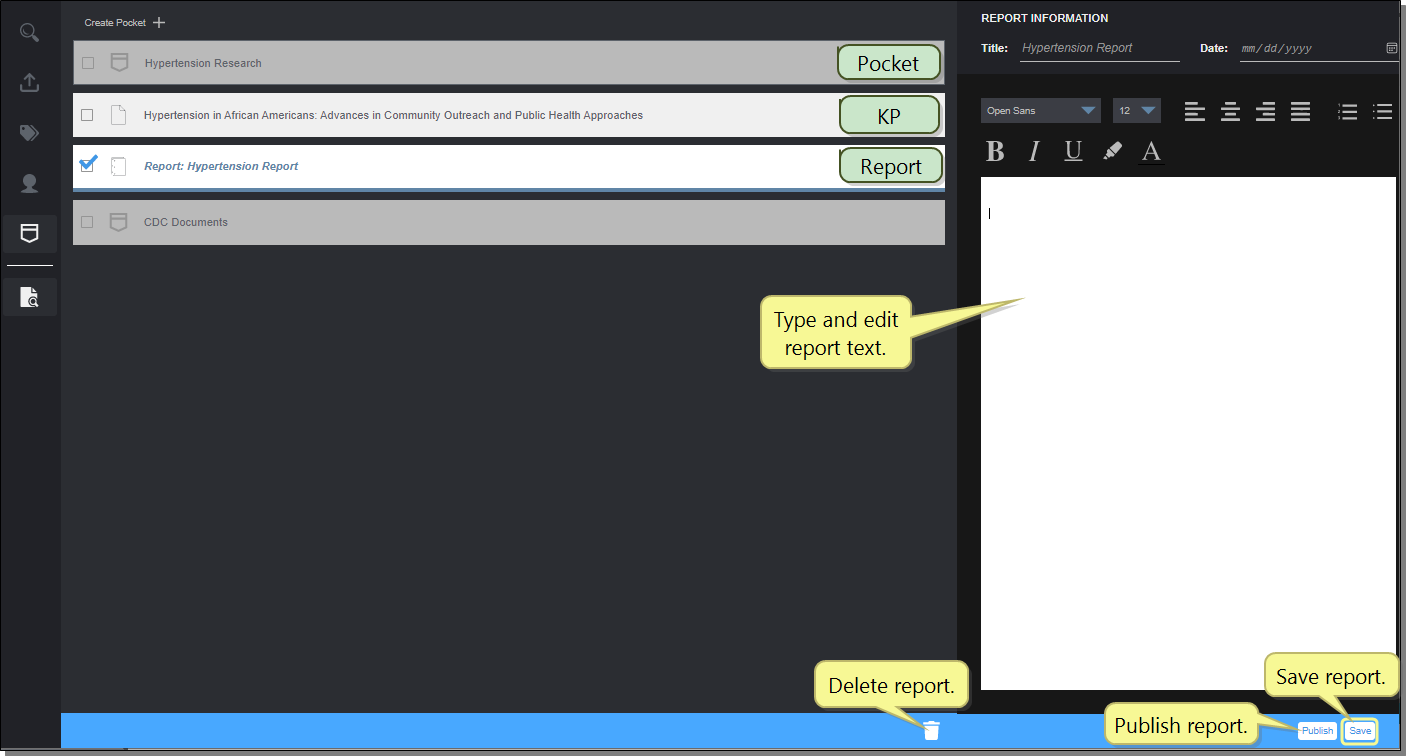 Create Pocket
REPORT INFORMATION
Title: Hypertension Report Date: mm/dd/yyyy
Hypertension Research Pocket
Hypertension in African Americans: Advances in Community Outreach and Public Health Approaches KP
Report: Hypertension Report Report
CDC Documents
Open Sans 12
B I U A
Type and edit
report text.
Delete report.
Save report.
Publish report.
Publish Save